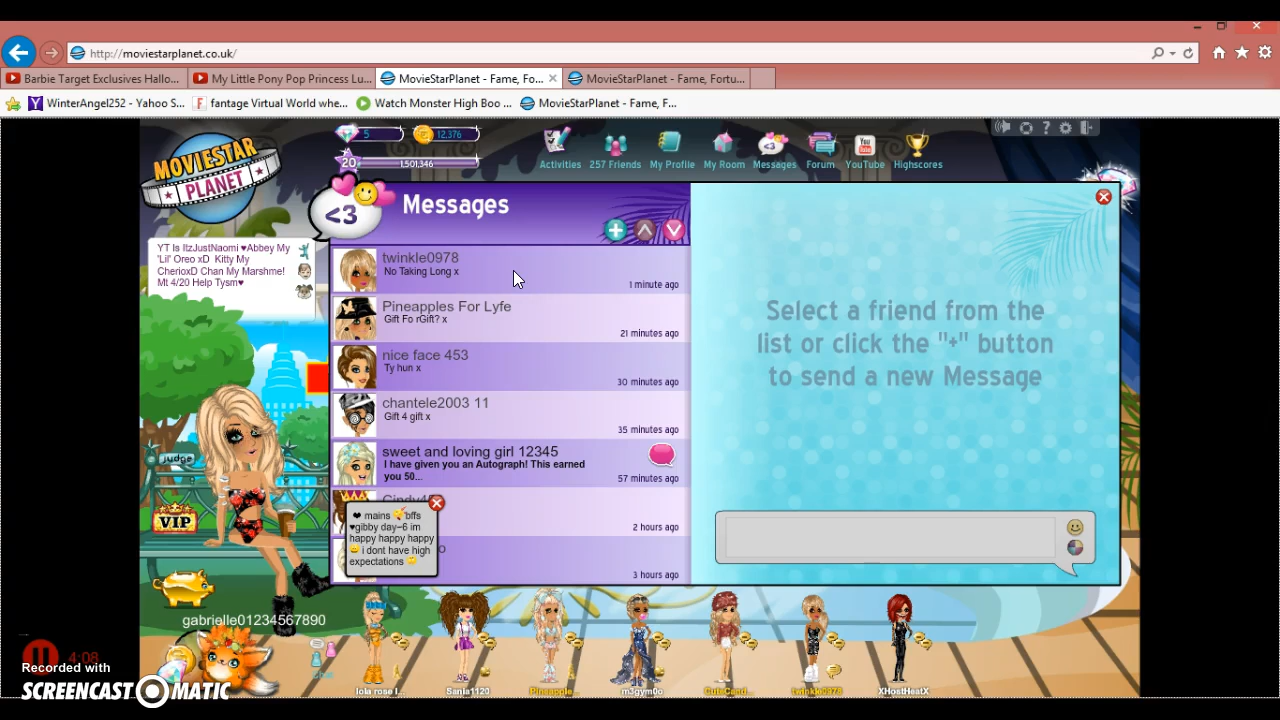 http://moviestarplanet.co.uk/
Barbie Target Exclusives Hallo...
My Little Pony Pop Princess Lu...
MovieStarPlanet - Fame, Fo...
MovieStarPlanet - Fame, Fortu...
WinterAngel252 - Yahoo S...
fantage Virtual World whe...
Watch Monster High Boo ...
MovieStarPlanet - Fame, F...
MOVIESTAR
PLANET
5
12,376
20
1,501,346
Activities
257 Friends
My Profile
My Room
Messages
Forum
YouTube
Highscores
<3
Messages
YT Is ItzJustNaomi ♥Abbey My
'Lil' Oreo xD Kitty My
CherioxD Chan My Marshme!
Mt 4/20 Help Tysm♥
twinkle0978
No Taking Long x
1 minute ago
Pineapples For Lyfe
Gift Fo rGift? x
21 minutes ago
nice face 453
Ty hun x
30 minutes ago
chantele2003 11
Gift 4 gift x
35 minutes ago
sweet and loving girl 12345
I have given you an Autograph! This earned
you 50...
57 minutes ago
2 hours ago
3 hours ago
❤ mains 💅bffs
♥gibby day~6 im
happy happy happy
😀 i dont have high
expectations
Select a friend from the
list or click the "+" button
to send a new Message
judge
VIP
gabrielle01234567890
lola rose l...
Sania1120
Pineapple...
m3gym0o
CuteCand...
twinkle0978
XHostHeatX
4:08
Recorded with
SCREENCAST-O-MATIC